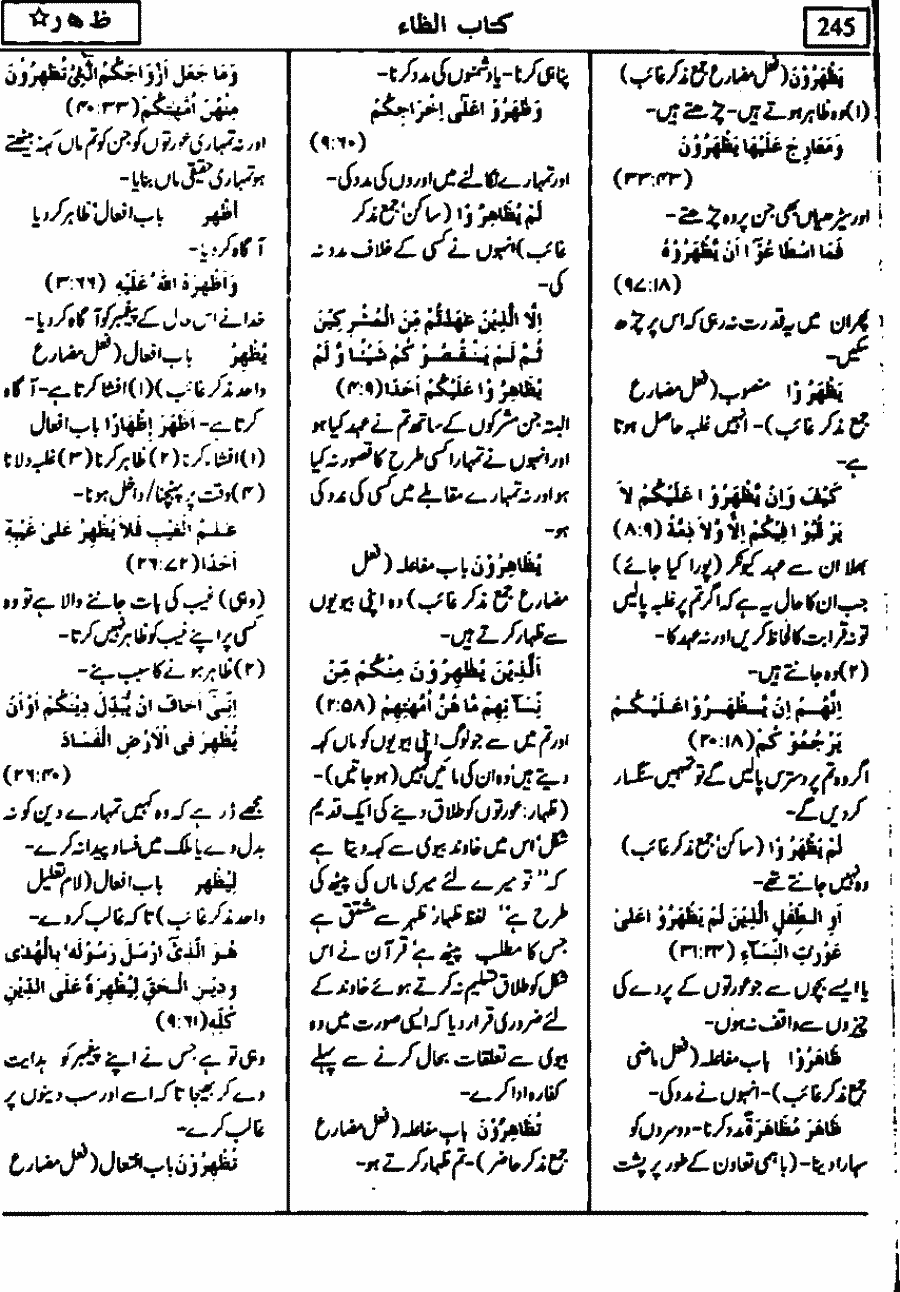 245
كتاب الظاء
ظ ھ ر ☆
يَظْهَرُوْنَ (فعل مضارع جمع مذکر غائب)
(۱) وہ ظاہر ہوتے ہیں- چڑھتے ہیں-
وَمَعَارِجَ عَلَيْهَا يَظْهَرُوْنَ
(۳۳:۴۳)
اور سیڑھیاں بھی جن پر وہ چڑھتے-
فَمَا اسْطَاعُوْٓا اَنْ يَّظْهَرُوْهُ
(۹۷:۱۸)
پھر ان میں یہ قدرت نہ رہی کہ اس پر چڑھ
سکیں-
يَظْهَرُوْا منصوب (فعل مضارع
جمع مذکر غائب)- انہیں غلبہ حاصل ہوتا
ہے-
كَيْفَ وَاِنْ يَّظْهَرُوْا عَلَيْكُمْ لَا
يَرْقُبُوْا فِيْكُمْ اِلًّا وَّلَا ذِمَّةً (۸:۹)
بھلا ان سے عہد کیونکر (پورا کیا جائے)
جب ان کا حال یہ ہے کہ اگر تم پر غلبہ پالیں
تو نہ قرابت کا لحاظ کریں اور نہ عہد کا-
(۲) وہ جانتے ہیں-
اِنَّهُمْ اِنْ يَّظْهَرُوْا عَلَيْكُمْ
يَرْجُمُوْكُمْ (۲۰:۱۸)
اگر وہ تم پر دسترس پالیں گے تو تمہیں سنگسار
کردیں گے-
لَمْ يَظْهَرُوْا (ساکن' جمع مذکر غائب)
وہ نہیں جانتے تھے-
اَوِ الطِّفْلِ الَّذِيْنَ لَمْ يَظْهَرُوْا عَلٰى
عَوْرٰتِ النِّسَآءِ (۳۱:۲۴)
یا ایسے بچوں سے جو عورتوں کے پردے کی
چیزوں سے واقف نہ ہوں-
ظَاهَرُوْا باب مفاعلہ (فعل ماضی
جمع مذکر غائب)- انہوں نے مدد کی-
ظَاهَرَ مُظَاهَرَةً مدد کرنا- دوسروں کو
سہارا دینا- (باہمی تعاون کے طور پر پشت
پناہی کرنا- یا دشمنوں کی مدد کرنا-
وَظٰهَرُوْا عَلٰٓى اِخْرَاجِكُمْ
(۹:۶۰)
اور تمہارے نکالنے میں اوروں کی مدد کی-
لَمْ يُظَاهِرُوْا (ساکن' جمع مذکر
غائب) انہوں نے کسی کے خلاف مدد نہ
کی-
اِلَّا الَّذِيْنَ عٰهَدْتُّمْ مِّنَ الْمُشْرِكِيْنَ
ثُمَّ لَمْ يَنْقُصُوْكُمْ شَيْئًا وَّلَمْ
يُظَاهِرُوْا عَلَيْكُمْ اَحَدًا (۴:۹)
البتہ جن مشرکوں کے ساتھ تم نے عہد کیا ہو
اور انہوں نے تمہارا کسی طرح کا قصور نہ کیا
ہو اور نہ تمہارے مقابلے میں کسی کی مدد کی
ہو-
يُظَاهِرُوْنَ باب مفاعلہ (فعل
مضارع جمع مذکر غائب) وہ اپنی بیویوں
سے ظہار کرتے ہیں-
اَلَّذِيْنَ يُظٰهِرُوْنَ مِنْكُمْ مِّنْ
نِّسَآئِهِمْ مَّا هُنَّ اُمَّهٰتِهِمْ (۲:۵۸)
اور تم میں سے جو لوگ اپنی بیویوں کو ماں کہہ
دیتے ہیں' وہ ان کی مائیں نہیں (ہوجاتیں)-
(ظہار: عورتوں کو طلاق دینے کی ایک قدیم
شکل' اس میں خاوند بیوی سے کہہ دیتا ہے
کہ "تو میرے لئے میری ماں کی پیٹھ کی
طرح ہے" لفظ ظہار' ظہر سے مشتق ہے
جس کا مطلب پیٹھ ہے' قرآن نے اس
شکل کو طلاق تسلیم نہ کرتے ہوئے خاوند کے
لئے ضروری قرار دیا کہ ایسی صورت میں وہ
بیوی سے تعلقات بحال کرنے سے پہلے
کفارہ ادا کرے-
تُظَاهِرُوْنَ باب مفاعلہ (فعل مضارع
جمع مذکر حاضر)- تم ظہار کرتے ہو-
وَمَا جَعَلَ اَزْوَاجَكُمُ الّٰٓئِيْ تُظٰهِرُوْنَ
مِنْهُنَّ اُمَّهٰتِكُمْ (۴۰:۳۳)
اور نہ تمہاری عورتوں کو جن کو تم ماں کہہ بیٹھتے
ہو تمہاری حقیقی ماں بنایا-
اَظْهَرَ باب افعال' ظاہر کردیا
آگاہ کردیا-
وَاَظْهَرَهُ اللّٰهُ عَلَيْهِ (۳:۶۶)
خدا نے اس حال کے پیغمبر کو آگاہ کردیا-
يُظْهِرُ باب افعال (فعل مضارع
واحد مذکر غائب) (۱) افشا کرتا ہے- آگاہ
کرتا ہے- اَظْهَرَ اِظْهَارًا باب افعال
(۱) افشاء کرنا (۲) ظاہر کرنا (۳) غلبہ دلانا
(۴) وقت پر پہنچنا/ داخل ہونا-
عٰلِمُ الْغَيْبِ فَلَا يُظْهِرُ عَلٰى غَيْبِهٖ
اَحَدًا (۲۶:۷۲)
(وہی) غیب کی بات جاننے والا ہے تو وہ
کسی پر اپنے غیب کو ظاہر نہیں کرتا-
(۲) ظاہر ہونے کا سبب بنے-
اِنِّيْٓ اَخَافُ اَنْ يُّبَدِّلَ دِيْنَكُمْ اَوْ اَنْ
يُّظْهِرَ فِى الْاَرْضِ الْفَسَادَ
(۲۶:۴۰)
مجھے ڈر ہے کہ وہ کہیں تمہارے دین کو نہ
بدل دے یا ملک میں فساد پیدا نہ کرے-
لِيُظْهِرَ باب افعال (لام تعلیل
واحد مذکر غائب) تاکہ غالب کردے-
هُوَ الَّذِيْٓ اَرْسَلَ رَسُوْلَهٗ بِالْهُدٰى
وَدِيْنِ الْحَقِّ لِيُظْهِرَهٗ عَلَى الدِّيْنِ
كُلِّهٖ (۹:۶۱)
وہی تو ہے جس نے اپنے پیغمبر کو ہدایت
دے کر بھیجا تاکہ اسے اور سب دینوں پر
غالب کرے-
تُظْهِرُوْنَ باب افتعال (فعل مضارع